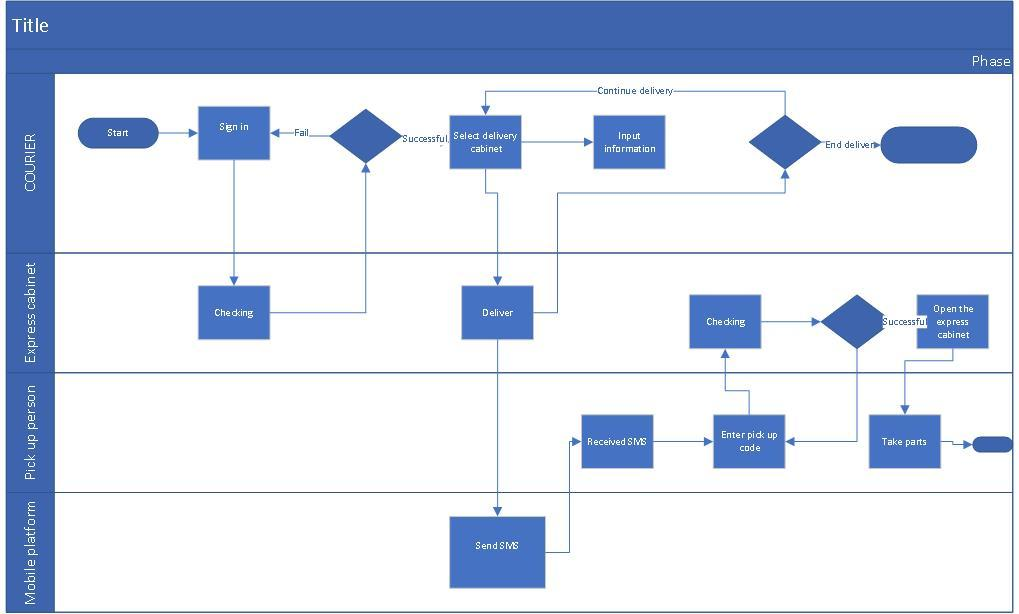 Title
Phase
COURIER
Start
Sign in
Fail
Successful
Continue delivery
Select delivery
cabinet
Input
information
End deliver
Express cabinet
Checking
Deliver
Checking
Successful
Open the
express
cabinet
Pick up person
Received SMS
Enter pick up
code
Take parts
Mobile platform
Send SMS